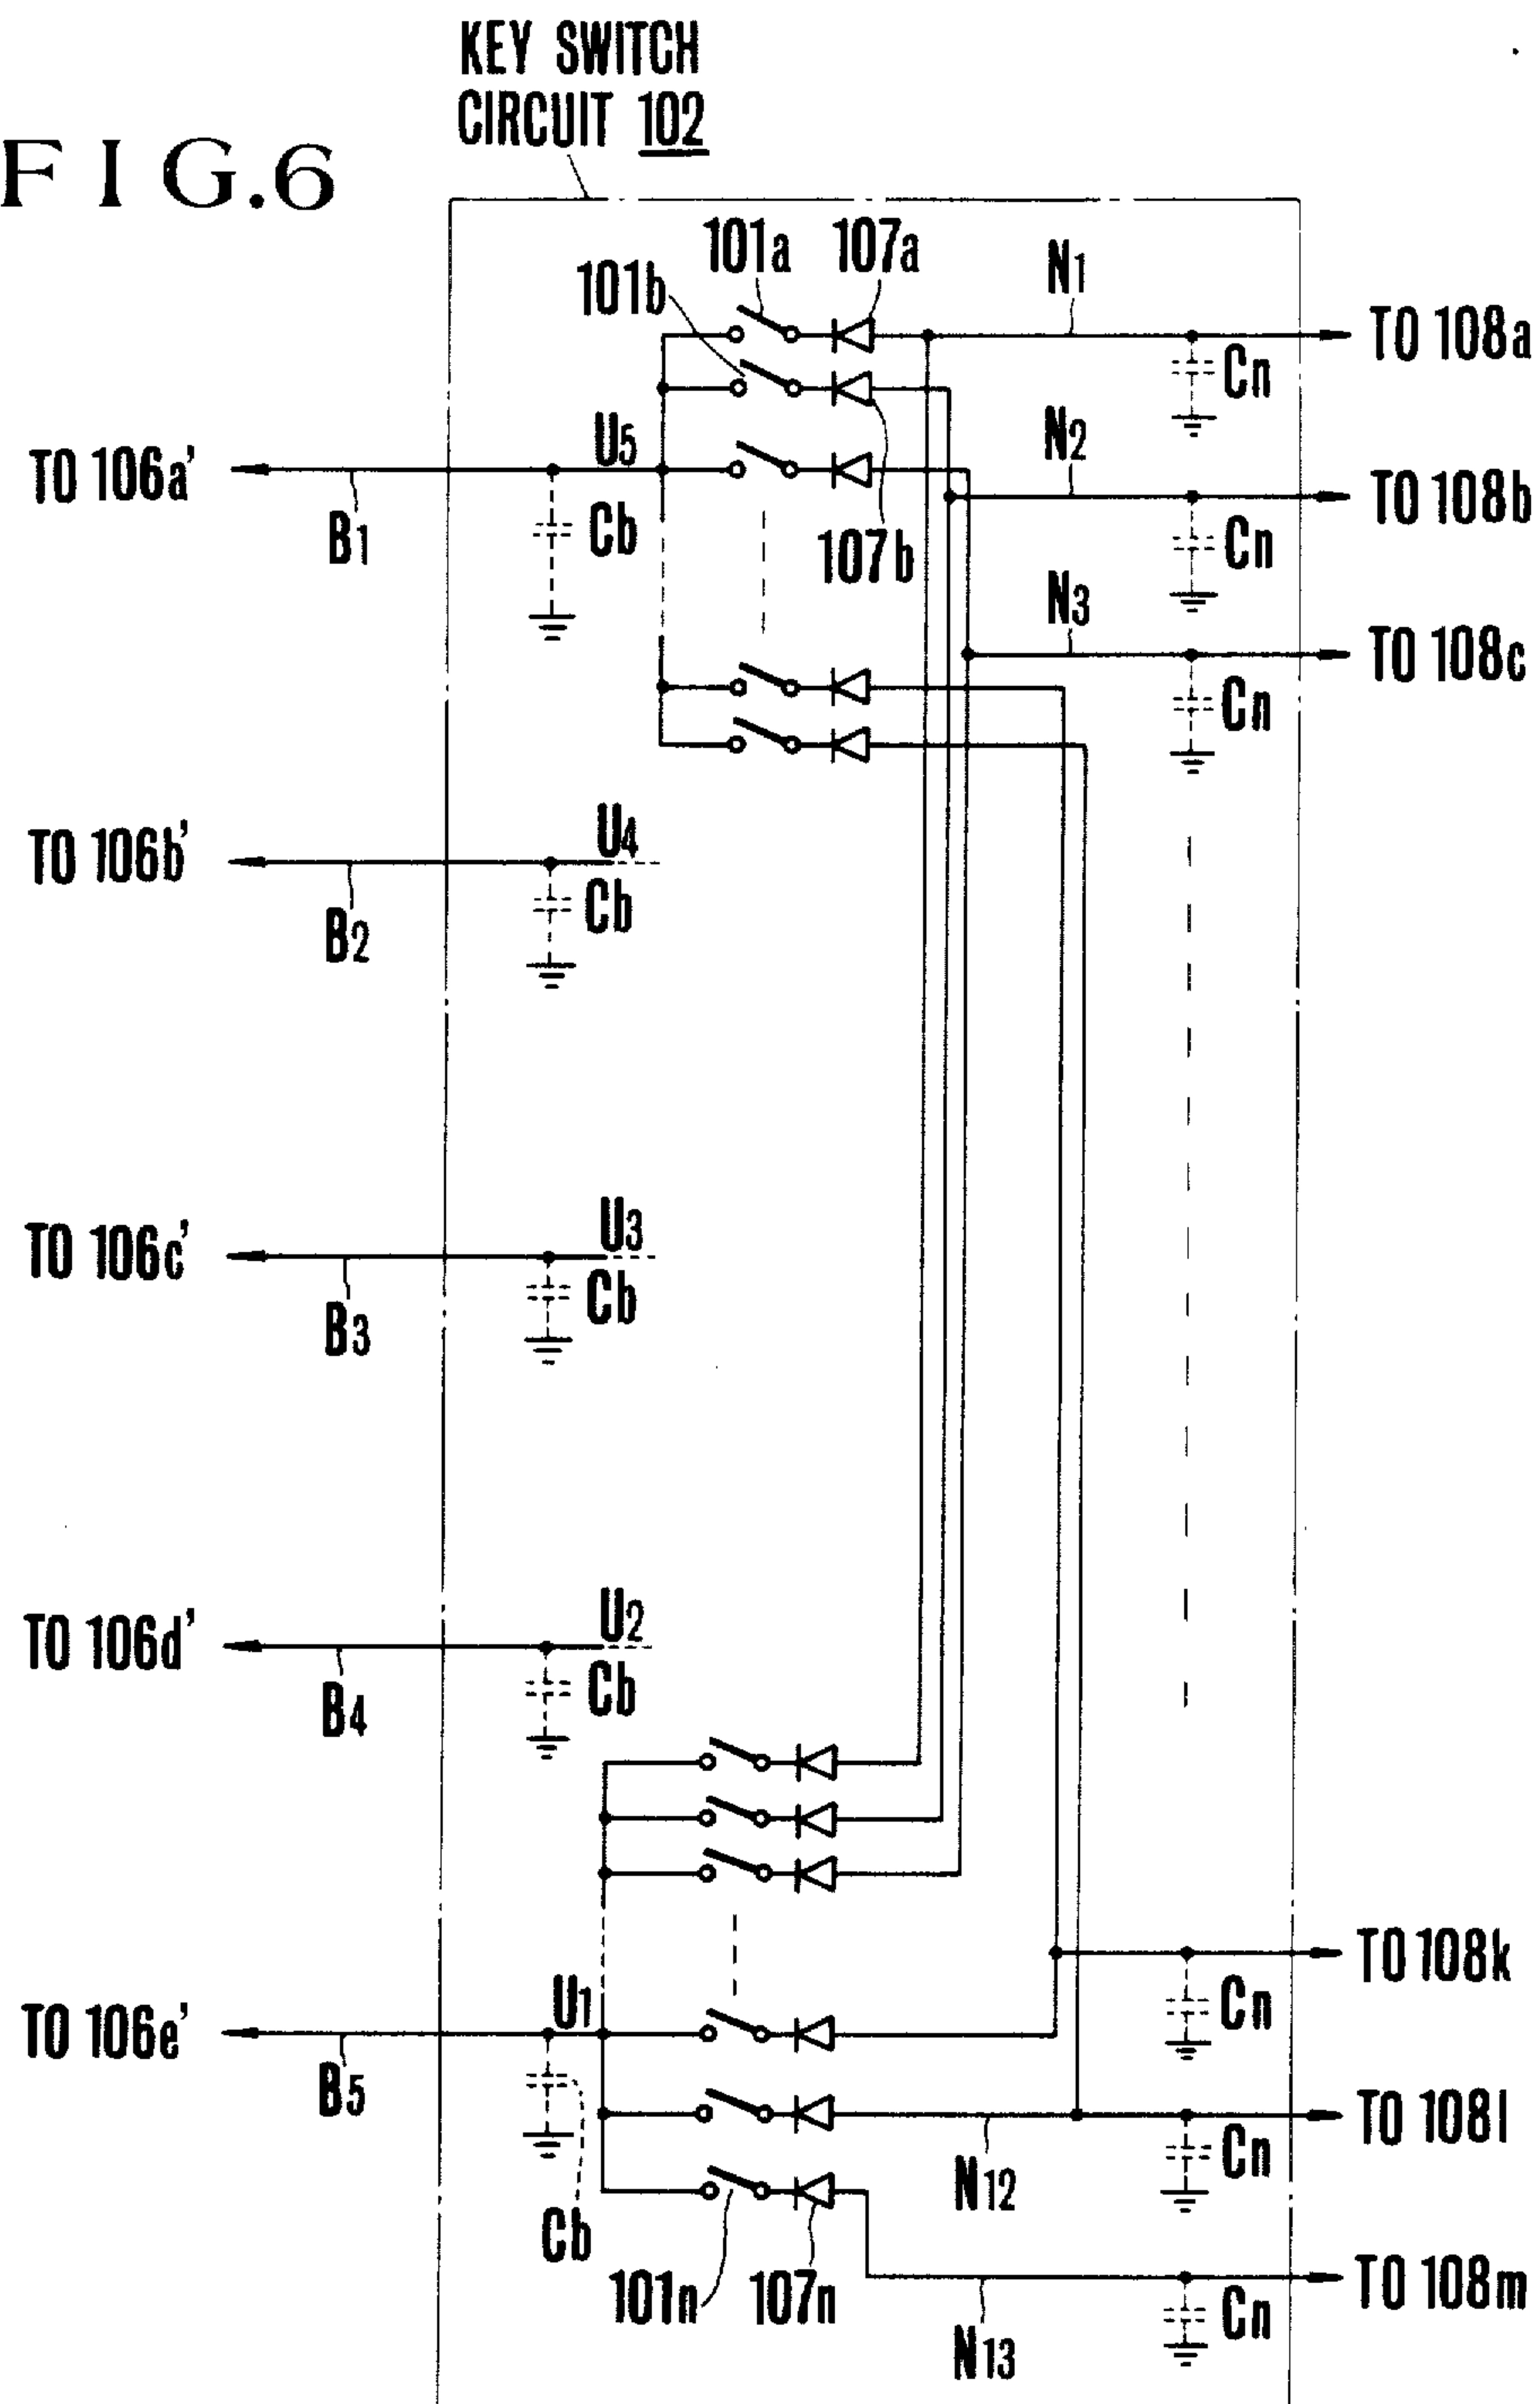 KEY SWITCH
CIRCUIT 102
FIG.6
101a
107a
N1
101b
TO 108a
Cn
N2
U5
TO 106a'
TO 108b
B1
Cb
107b
Cn
N3
TO 108c
Cn
U4
TO 106b'
Cb
B2
U3
TO 106c'
Cb
B3
U2
TO 106d'
Cb
B4
TO 108k
U1
Cn
TO 106e'
B5
TO 108l
Cn
N12
Cb
101n
107n
TO 108m
Cn
N13